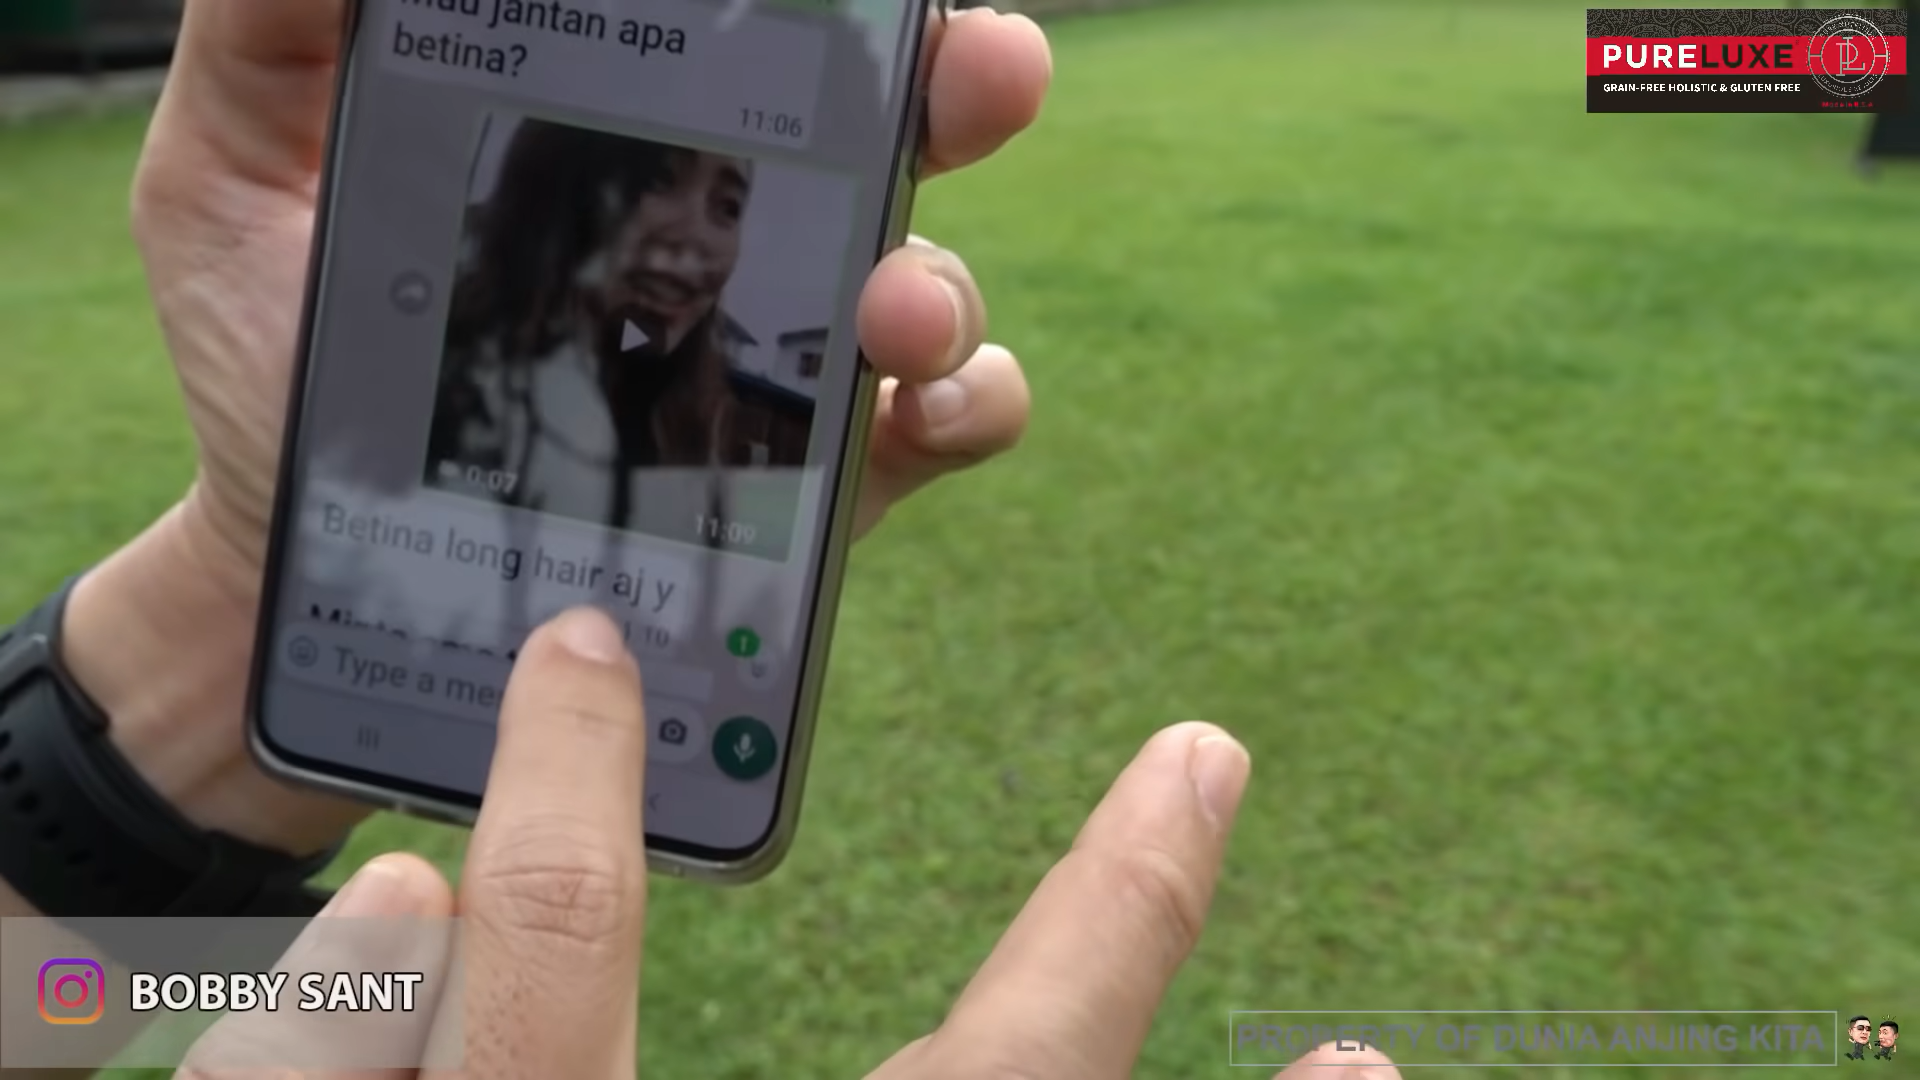 Mau jantan apa
betina?
11:06
0:07
11:09
Betina long hair aj y
Type a me
PURELUXE
GRAIN-FREE HOLISTIC & GLUTEN FREE
BOBBY SANT
PROPERTY OF DUNIA ANJING KITA